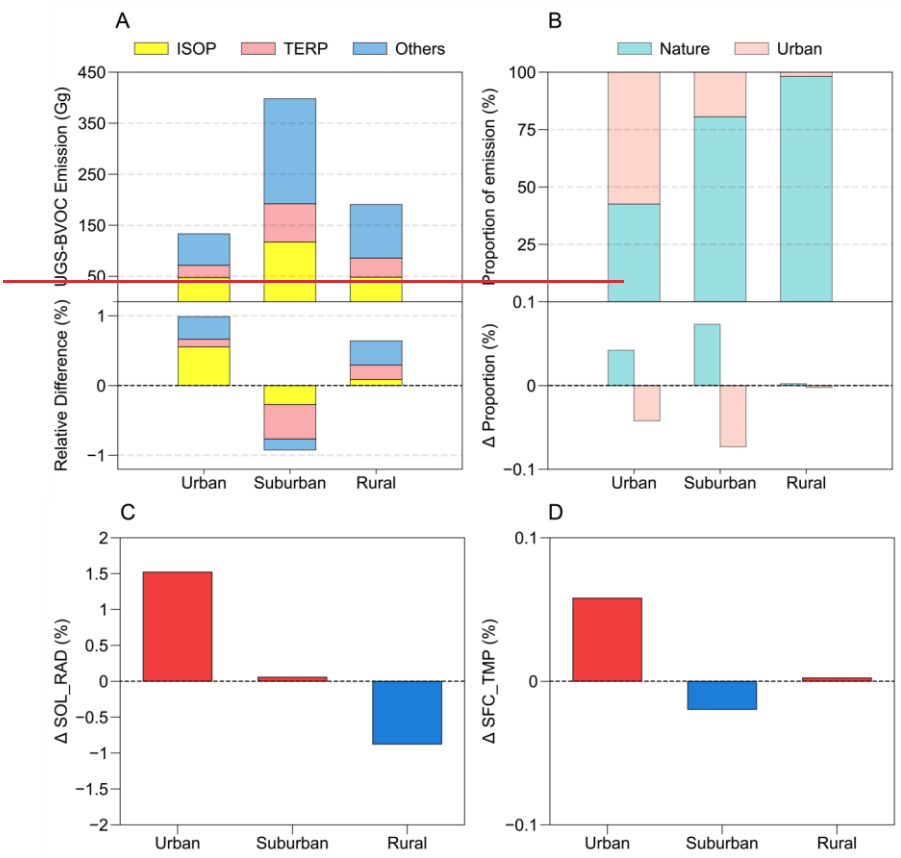 A
ISOP TERP Others
UGS-BVOC Emission (Gg)
450
350
250
150
50
Relative Difference (%)
1
0
−1
Urban Suburban Rural
B
Nature Urban
Proportion of emission (%)
100
75
50
25
0.1
Δ Proportion (%)
0
−0.1
Urban Suburban Rural
C
Δ SOL_RAD (%)
2
1.5
1
0.5
0
−0.5
−1
−1.5
−2
Urban Suburban Rural
D
Δ SFC_TMP (%)
0.1
0
−0.1
Urban Suburban Rural